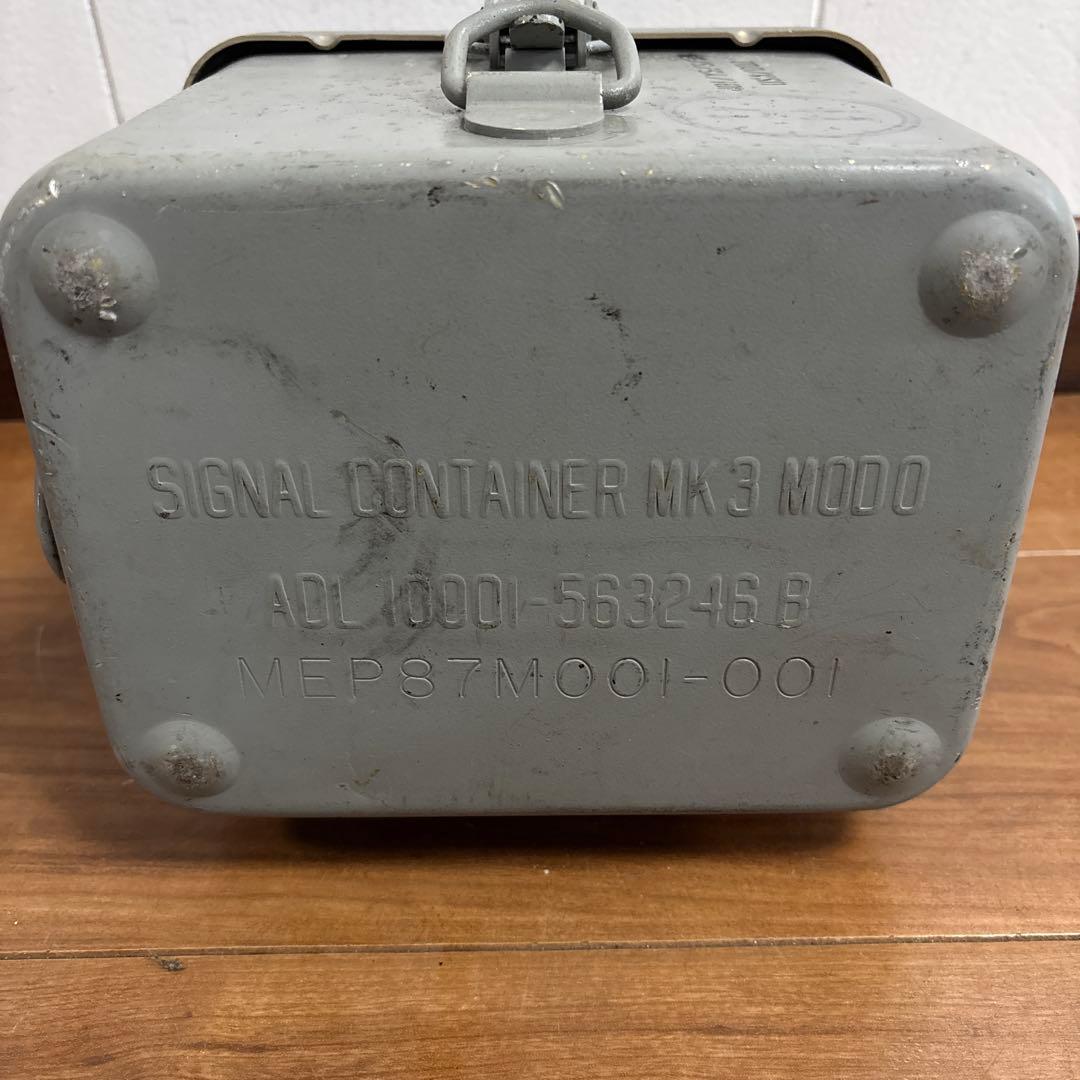 SIGNAL CONTAINER MK 3 MOD 0
ADL 10001-563246 B
MEP87M001-001